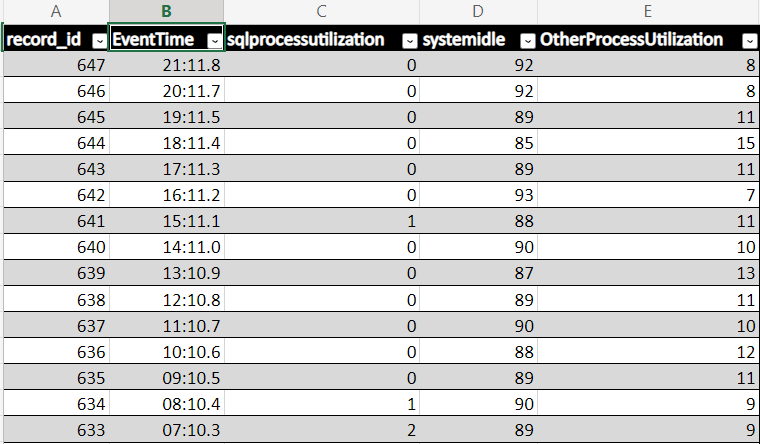 A B C D E
record_id EventTime sqlprocessutilization systemidle OtherProcessUtilization
647 21:11.8 0 92 8
646 20:11.7 0 92 8
645 19:11.5 0 89 11
644 18:11.4 0 85 15
643 17:11.3 0 89 11
642 16:11.2 0 93 7
641 15:11.1 1 88 11
640 14:11.0 0 90 10
639 13:10.9 0 87 13
638 12:10.8 0 89 11
637 11:10.7 0 90 10
636 10:10.6 0 88 12
635 09:10.5 0 89 11
634 08:10.4 1 90 9
633 07:10.3 2 89 9